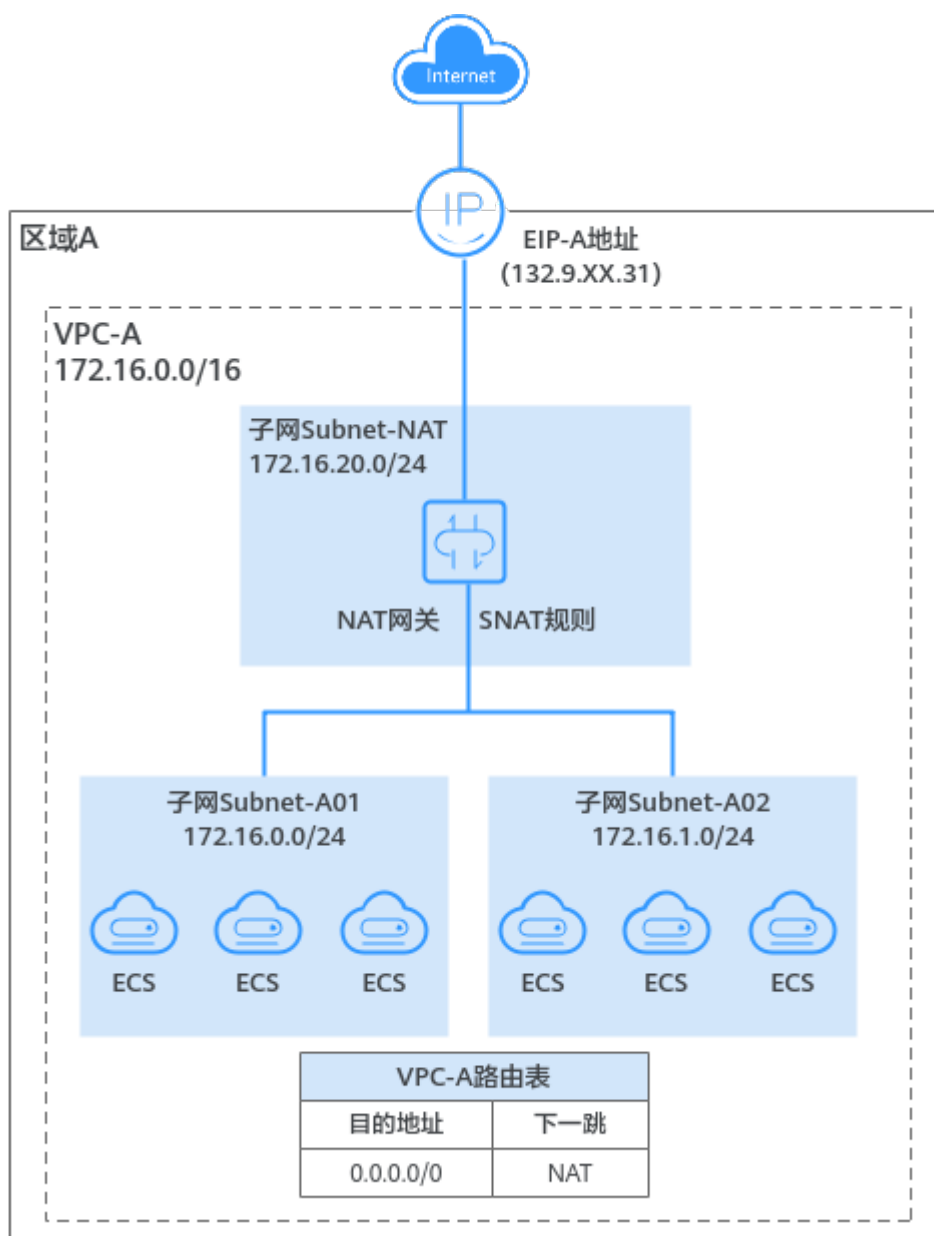 Internet
IP
区域A
EIP-A地址
(132.9.XX.31)
VPC-A
172.16.0.0/16
子网Subnet-NAT
172.16.20.0/24
NAT网关 SNAT规则
子网Subnet-A01
172.16.0.0/24
ECS ECS ECS
子网Subnet-A02
172.16.1.0/24
ECS ECS ECS
VPC-A路由表
目的地址 下一跳
0.0.0.0/0 NAT